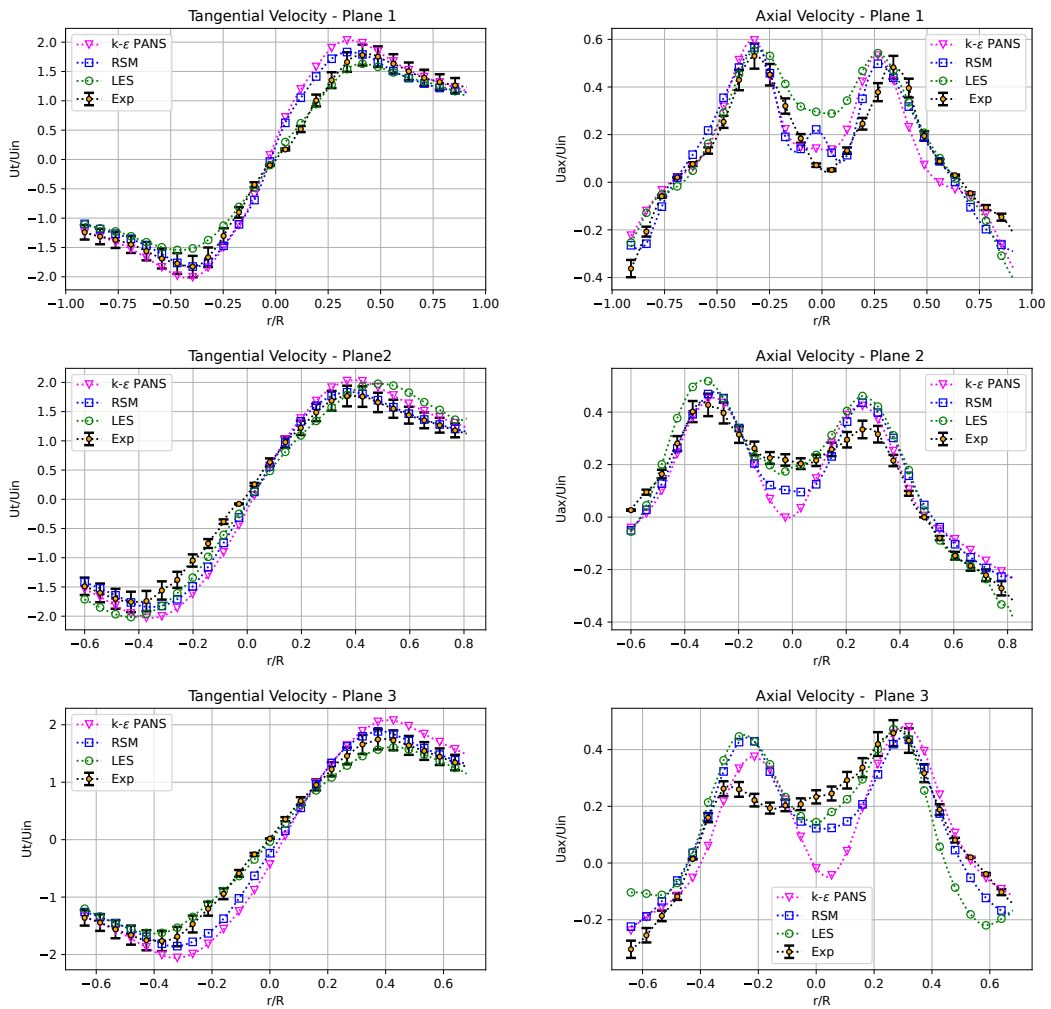 Tangential Velocity - Plane 1
2.0
1.5
1.0
0.5
0.0
−0.5
−1.0
−1.5
−2.0
Ut/Uin
k-ε PANS
RSM
LES
Exp
−1.00 −0.75 −0.50 −0.25 0.00 0.25 0.50 0.75 1.00
r/R
Axial Velocity - Plane 1
0.6
0.4
0.2
0.0
−0.2
−0.4
Uax/Uin
k-ε PANS
RSM
LES
Exp
−1.00 −0.75 −0.50 −0.25 0.00 0.25 0.50 0.75 1.00
r/R
Tangential Velocity - Plane2
2.0
1.5
1.0
0.5
0.0
−0.5
−1.0
−1.5
−2.0
Ut/Uin
k-ε PANS
RSM
LES
Exp
−0.6 −0.4 −0.2 0.0 0.2 0.4 0.6 0.8
r/R
Axial Velocity - Plane 2
0.4
0.2
0.0
−0.2
−0.4
Uax/Uin
k-ε PANS
RSM
LES
Exp
−0.6 −0.4 −0.2 0.0 0.2 0.4 0.6 0.8
r/R
Tangential Velocity - Plane 3
2
1
0
−1
−2
Ut/Uin
k-ε PANS
RSM
LES
Exp
−0.6 −0.4 −0.2 0.0 0.2 0.4 0.6
r/R
Axial Velocity -  Plane 3
0.4
0.2
0.0
−0.2
Uax/Uin
k-ε PANS
RSM
LES
Exp
−0.6 −0.4 −0.2 0.0 0.2 0.4 0.6
r/R